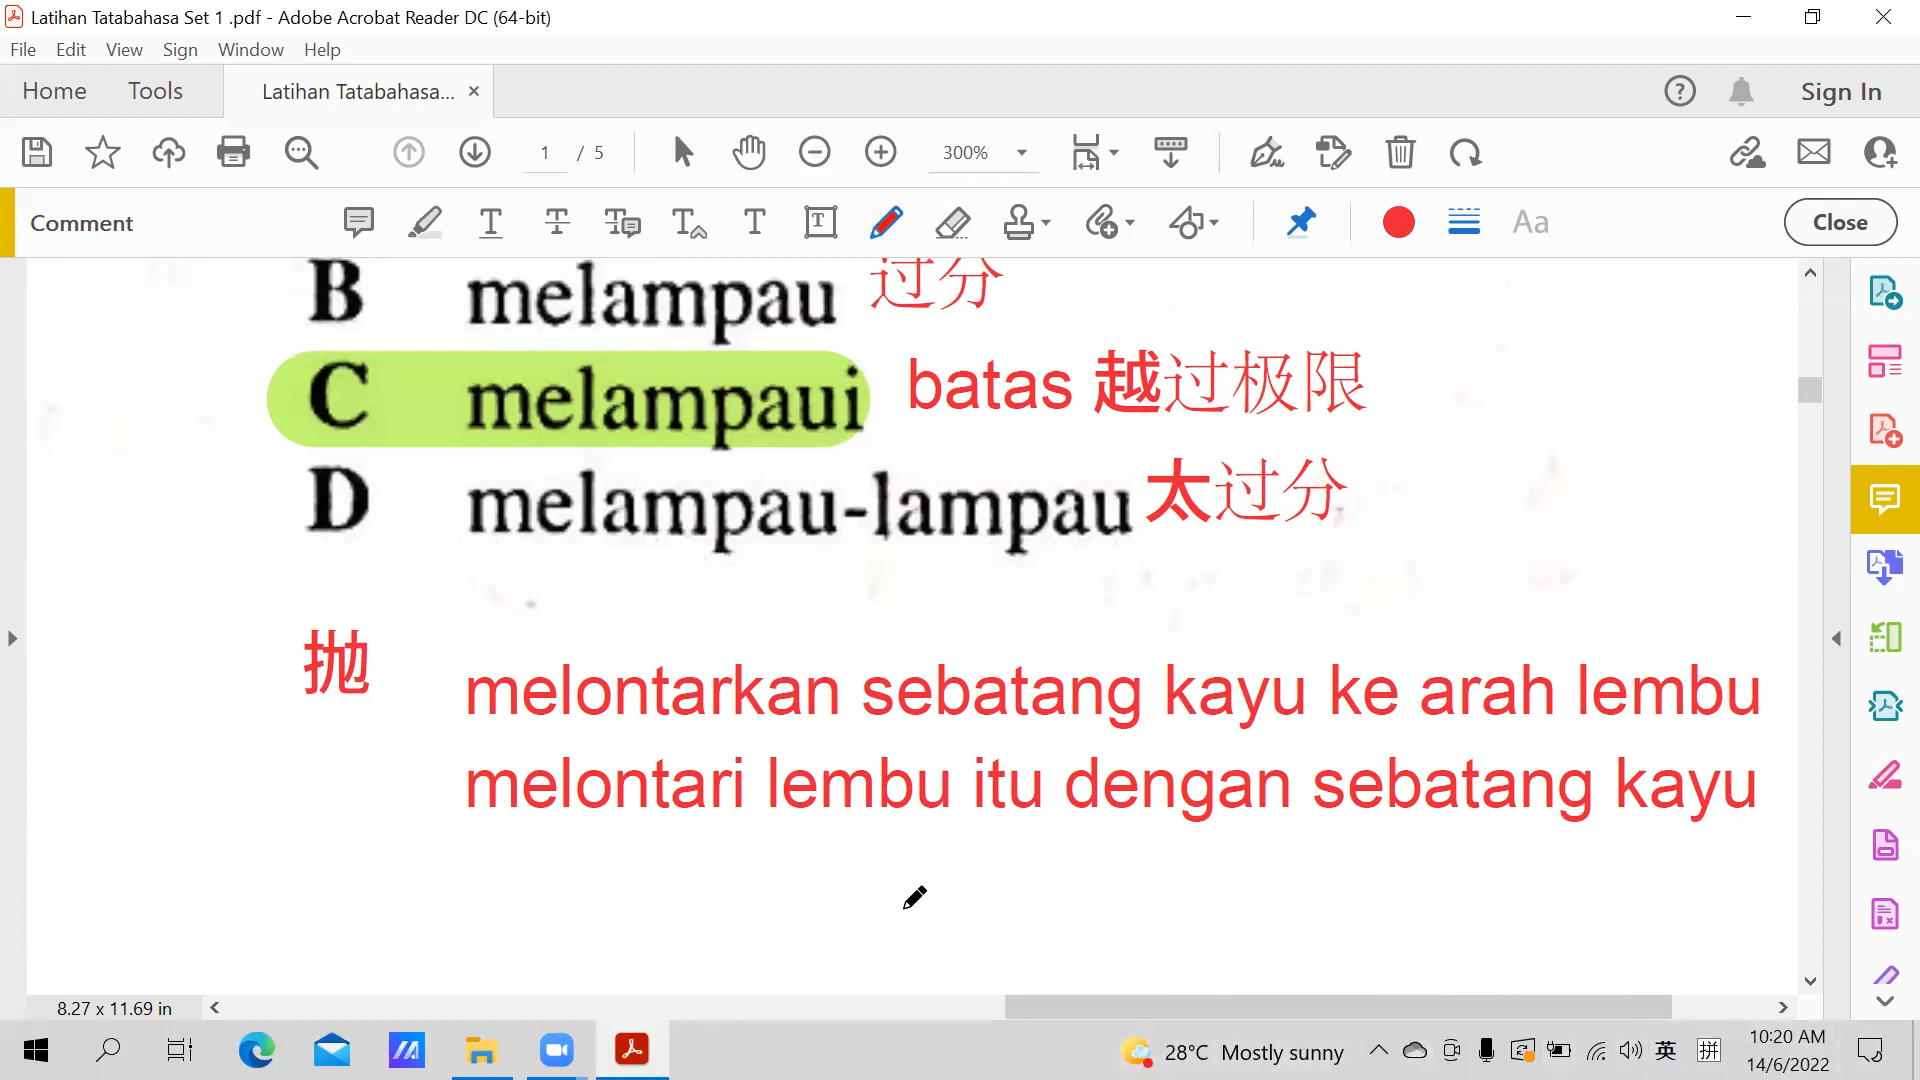 Latihan Tatabahasa Set 1 .pdf - Adobe Acrobat Reader DC (64-bit)
File Edit View Sign Window Help
Home Tools Latihan Tatabahasa... × Sign In
1 / 5 300%
Comment Aa Close
B melampau 过分
C melampaui batas 越过极限
D melampau-lampau 太过分
抛 melontarkan sebatang kayu ke arah lembu
melontari lembu itu dengan sebatang kayu
8.27 x 11.69 in
28°C Mostly sunny 英 拼 10:20 AM
14/6/2022